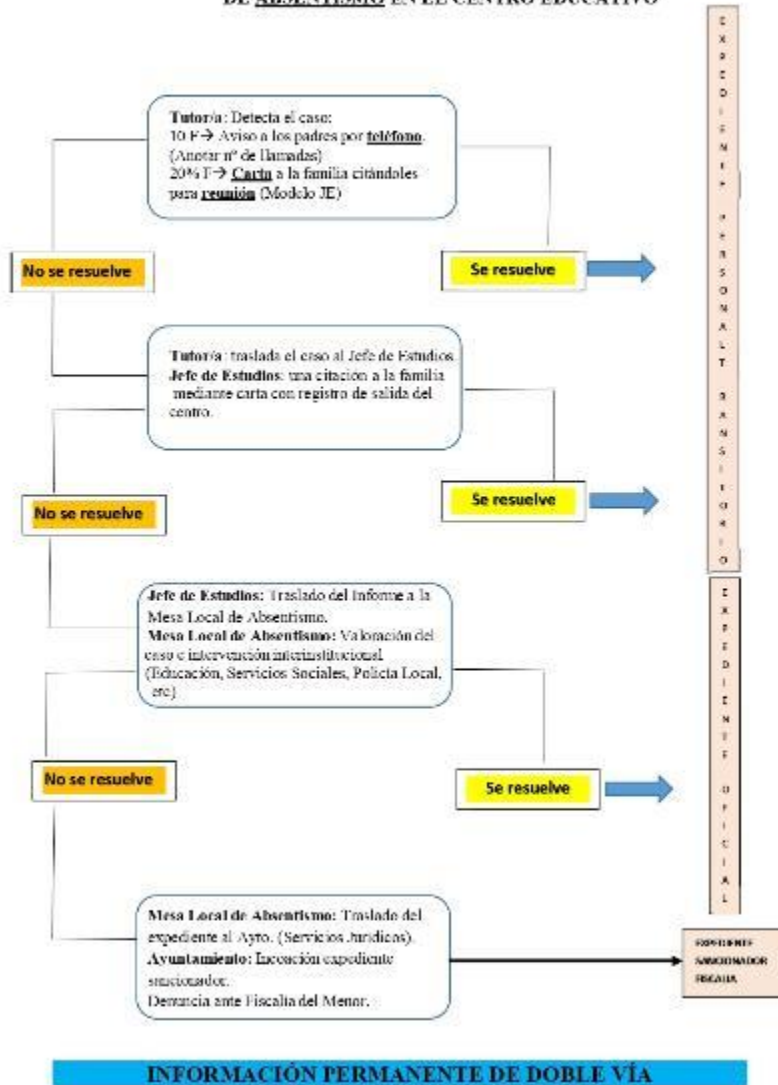 DE ABSENTISMO EN EL CENTRO EDUCATIVO
Tutor/a: Detecta el caso:
10 F→ Aviso a los padres por teléfono.
(Anotar nº de llamadas)
20% F→ Carta a la familia citándoles
para reunión (Modelo JE)
No se resuelve
Se resuelve
Tutor/a: traslada el caso al Jefe de Estudios.
Jefe de Estudios: una citación a la familia
mediante carta con registro de salida del
centro.
No se resuelve
Se resuelve
Jefe de Estudios: Traslado del Informe a la
Mesa Local de Absentismo.
Mesa Local de Absentismo: Valoración del
caso e intervención interinstitucional
(Educación, Servicios Sociales, Policía Local,
etc)
No se resuelve
Se resuelve
Mesa Local de Absentismo: Traslado del
expediente al Ayto. (Servicios Jurídicos).
Ayuntamiento: Incoación expediente
sancionador.
Denuncia ante Fiscalía del Menor.
EXPEDIENTE PERSONAL TRANSITORIO
EXPEDIENTE OFICIAL
EXPEDIENTE
SANCIONADOR
FISCALIA
INFORMACIÓN PERMANENTE DE DOBLE VÍA